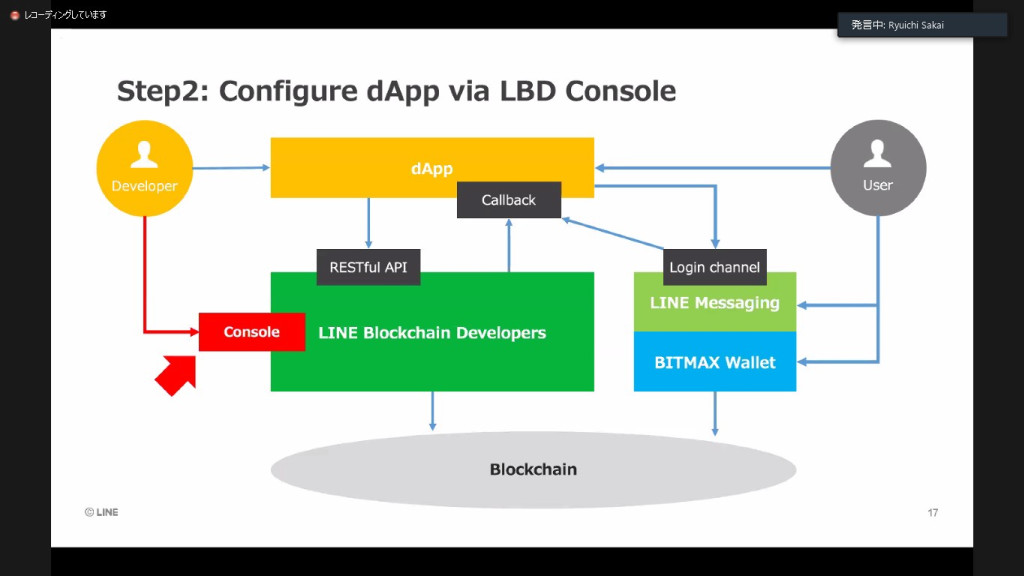 レコーディングしています
発言中: Ryuichi Sakai
Step2: Configure dApp via LBD Console
Developer
dApp
User
Callback
RESTful API
Login channel
LINE Messaging
Console
LINE Blockchain Developers
BITMAX Wallet
Blockchain
© LINE
17